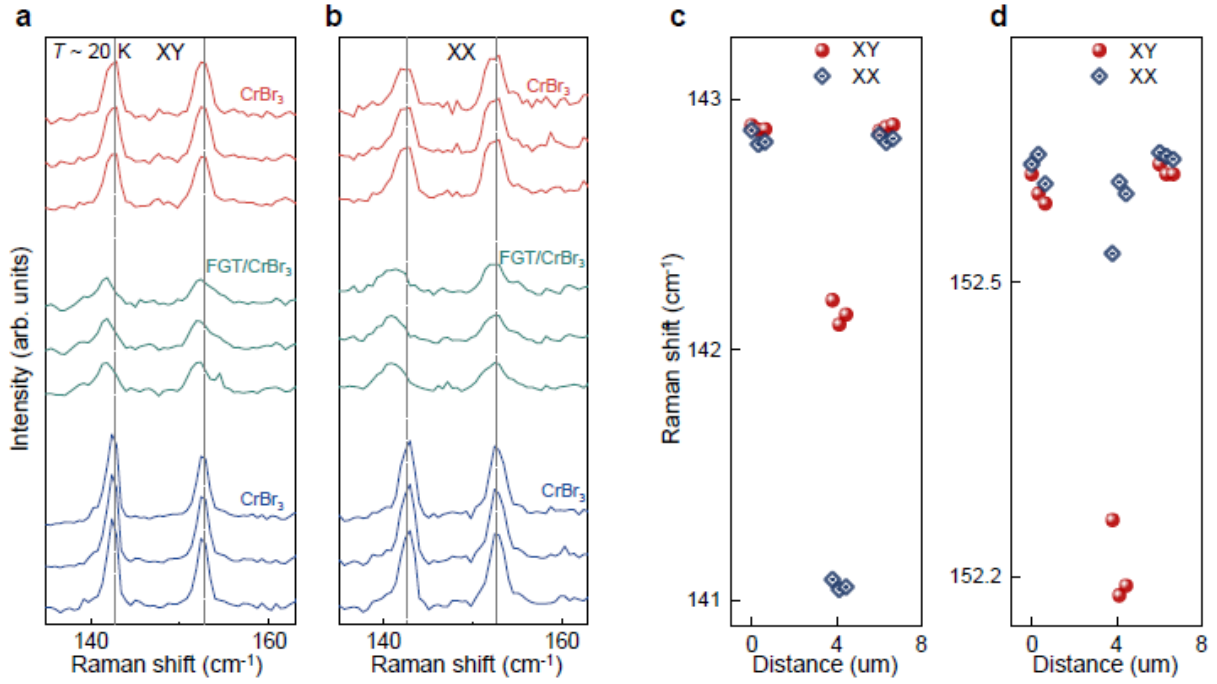 a
T ~ 20 K XY
CrBr₃
FGT/CrBr₃
CrBr₃
140 160
Raman shift (cm⁻¹)
Intensity (arb. units)
b
XX
CrBr₃
FGT/CrBr₃
CrBr₃
140 160
Raman shift (cm⁻¹)
c
XY
XX
143
142
141
0 4 8
Distance (um)
Raman shift (cm⁻¹)
d
XY
XX
152.5
152.2
0 4 8
Distance (um)